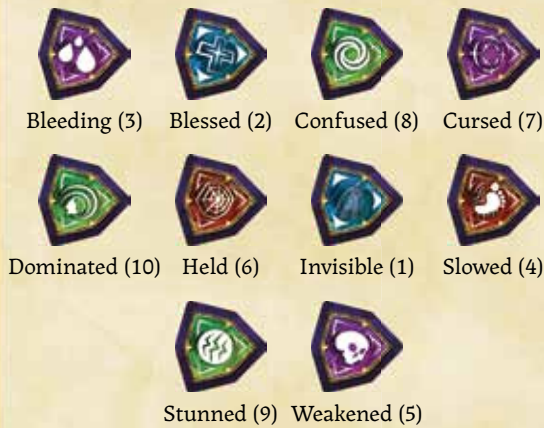 Bleeding (3) Blessed (2) Confused (8) Cursed (7)
Dominated (10) Held (6) Invisible (1) Slowed (4)
Stunned (9) Weakened (5)